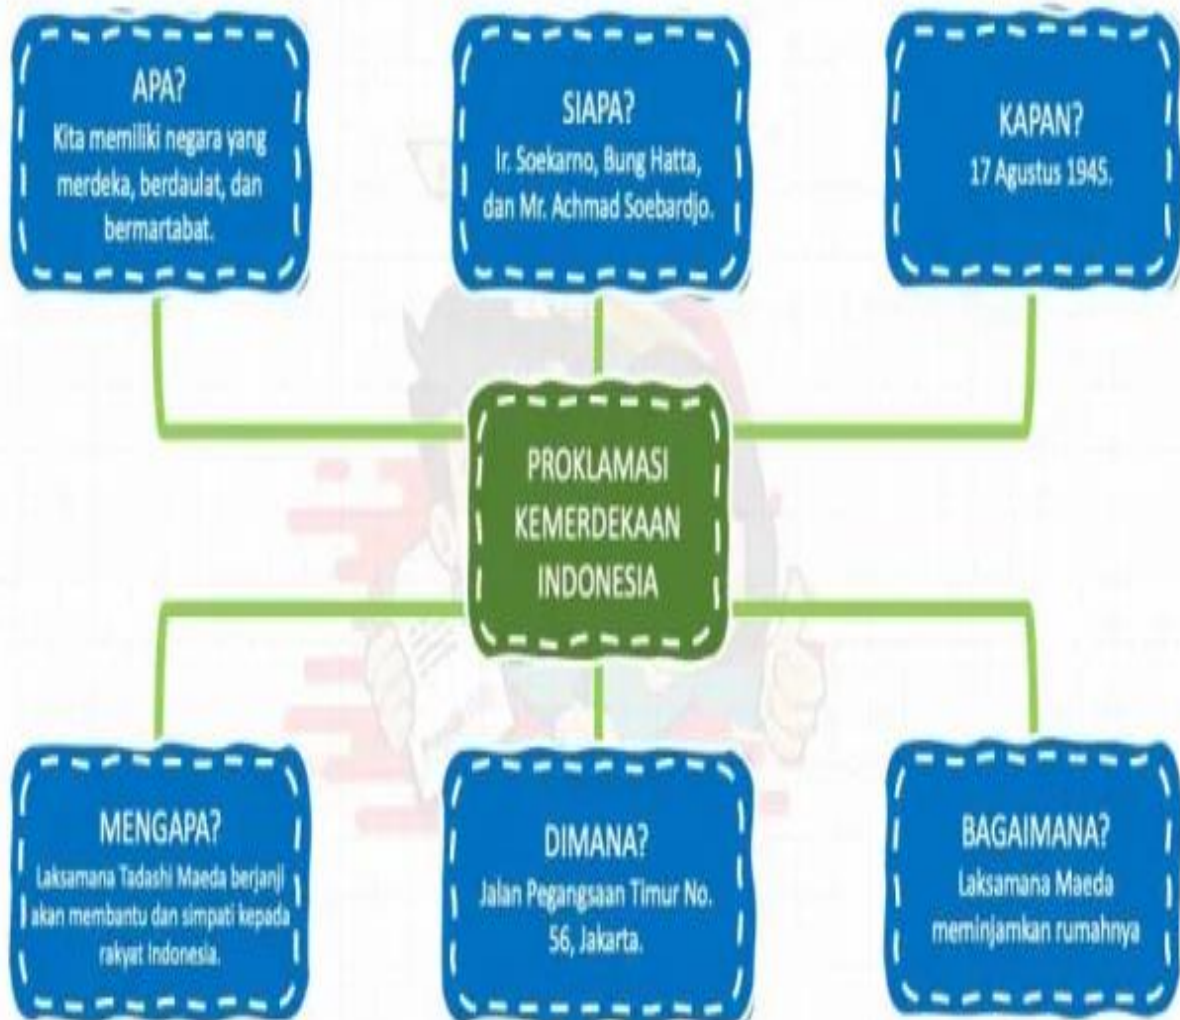 APA?
Kita memiliki negara yang
merdeka, berdaulat, dan
bermartabat.
SIAPA?
Ir. Soekarno, Bung Hatta,
dan Mr. Achmad Soebardjo.
KAPAN?
17 Agustus 1945.
PROKLAMASI
KEMERDEKAAN
INDONESIA
MENGAPA?
Laksamana Tadashi Maeda berjanji
akan membantu dan simpati kepada
rakyat Indonesia.
DIMANA?
Jalan Pegangsaan Timur No.
56, Jakarta.
BAGAIMANA?
Laksamana Maeda
meminjamkan rumahnya